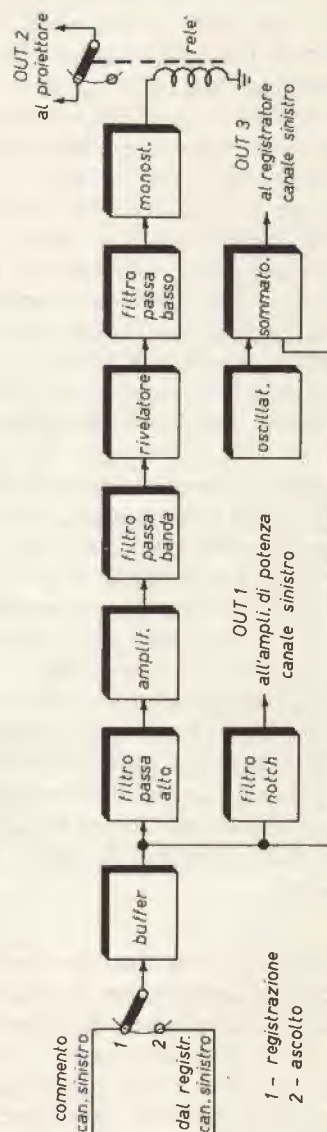 commento
can. sinistro
1
2
dal registr.
can. sinistro
1 - registrazione
2 - ascolto
buffer
filtro
passa
alto
amplif.
filtro
passa
banda
rivelatore
filtro
passa
basso
monost.
relè
OUT 2
al proiettore
filtro
notch
OUT 1
all'ampli. di potenza
canale sinistro
oscillat.
sommato.
OUT 3
al registratore
canale sinistro